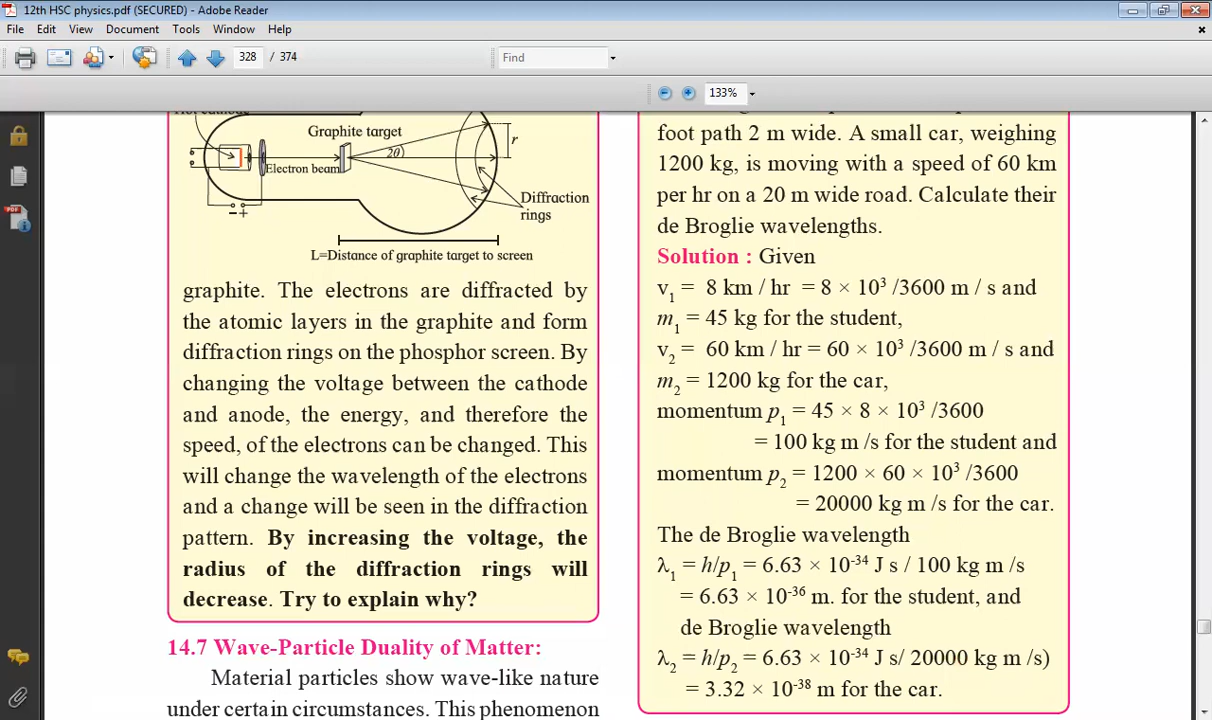 12th HSC physics.pdf (SECURED) - Adobe Reader
File Edit View Document Tools Window Help
328 / 374 Find
133%
Hot cathode
Graphite target
r
2θ
Electron beam
Diffraction
rings
− +
L=Distance of graphite target to screen
graphite. The electrons are diffracted by
the atomic layers in the graphite and form
diffraction rings on the phosphor screen. By
changing the voltage between the cathode
and anode, the energy, and therefore the
speed, of the electrons can be changed. This
will change the wavelength of the electrons
and a change will be seen in the diffraction
pattern. By increasing the voltage, the
radius of the diffraction rings will
decrease. Try to explain why?
14.7 Wave-Particle Duality of Matter:
Material particles show wave-like nature
under certain circumstances. This phenomenon
foot path 2 m wide. A small car, weighing
1200 kg, is moving with a speed of 60 km
per hr on a 20 m wide road. Calculate their
de Broglie wavelengths.
Solution : Given
v₁ = 8 km / hr = 8 × 10³ /3600 m / s and
m₁ = 45 kg for the student,
v₂ = 60 km / hr = 60 × 10³ /3600 m / s and
m₂ = 1200 kg for the car,
momentum p₁ = 45 × 8 × 10³ /3600
= 100 kg m /s for the student and
momentum p₂ = 1200 × 60 × 10³ /3600
= 20000 kg m /s for the car.
The de Broglie wavelength
λ₁ = h/p₁ = 6.63 × 10⁻³⁴ J s / 100 kg m /s
= 6.63 × 10⁻³⁶ m. for the student, and
de Broglie wavelength
λ₂ = h/p₂ = 6.63 × 10⁻³⁴ J s/ 20000 kg m /s)
= 3.32 × 10⁻³⁸ m for the car.